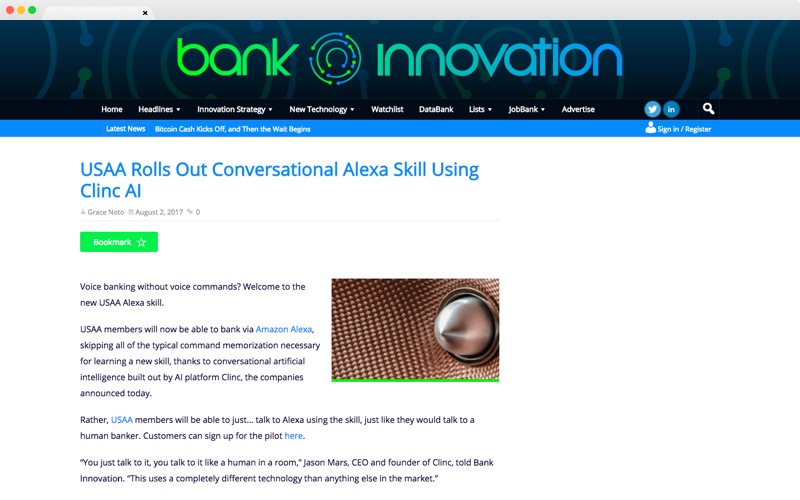 bank innovation
Home Headlines Innovation Strategy New Technology Watchlist DataBank Lists JobBank Advertise
Latest News Bitcoin Cash Kicks Off, and Then the Wait Begins Sign in / Register
USAA Rolls Out Conversational Alexa Skill Using
Clinc AI
Grace Noto August 2, 2017 0
Bookmark
Voice banking without voice commands? Welcome to the
new USAA Alexa skill.
USAA members will now be able to bank via Amazon Alexa,
skipping all of the typical command memorization necessary
for learning a new skill, thanks to conversational artificial
intelligence built out by AI platform Clinc, the companies
announced today.
Rather, USAA members will be able to just… talk to Alexa using the skill, just like they would talk to a
human banker. Customers can sign up for the pilot here.
“You just talk to it, you talk to it like a human in a room,” Jason Mars, CEO and founder of Clinc, told Bank
Innovation. “This uses a completely different technology than anything else in the market.”